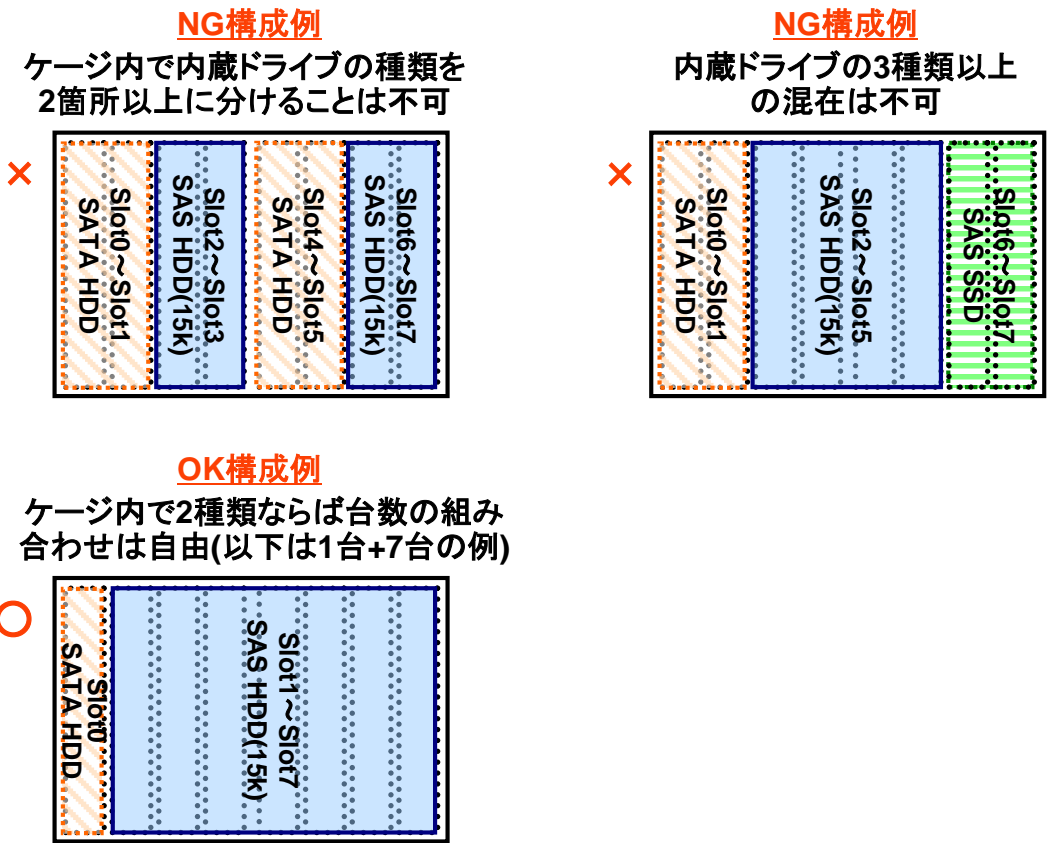 NG構成例
ケージ内で内蔵ドライブの種類を
2箇所以上に分けることは不可
×
Slot0～Slot1
SATA HDD
Slot2～Slot3
SAS HDD(15k)
Slot4～Slot5
SATA HDD
Slot6～Slot7
SAS HDD(15k)
NG構成例
内蔵ドライブの3種類以上
の混在は不可
×
Slot0～Slot1
SATA HDD
Slot2～Slot5
SAS HDD(15k)
Slot6～Slot7
SAS SSD
OK構成例
ケージ内で2種類ならば台数の組み
合わせは自由(以下は1台+7台の例)
○
Slot0
SATA HDD
Slot1～Slot7
SAS HDD(15k)